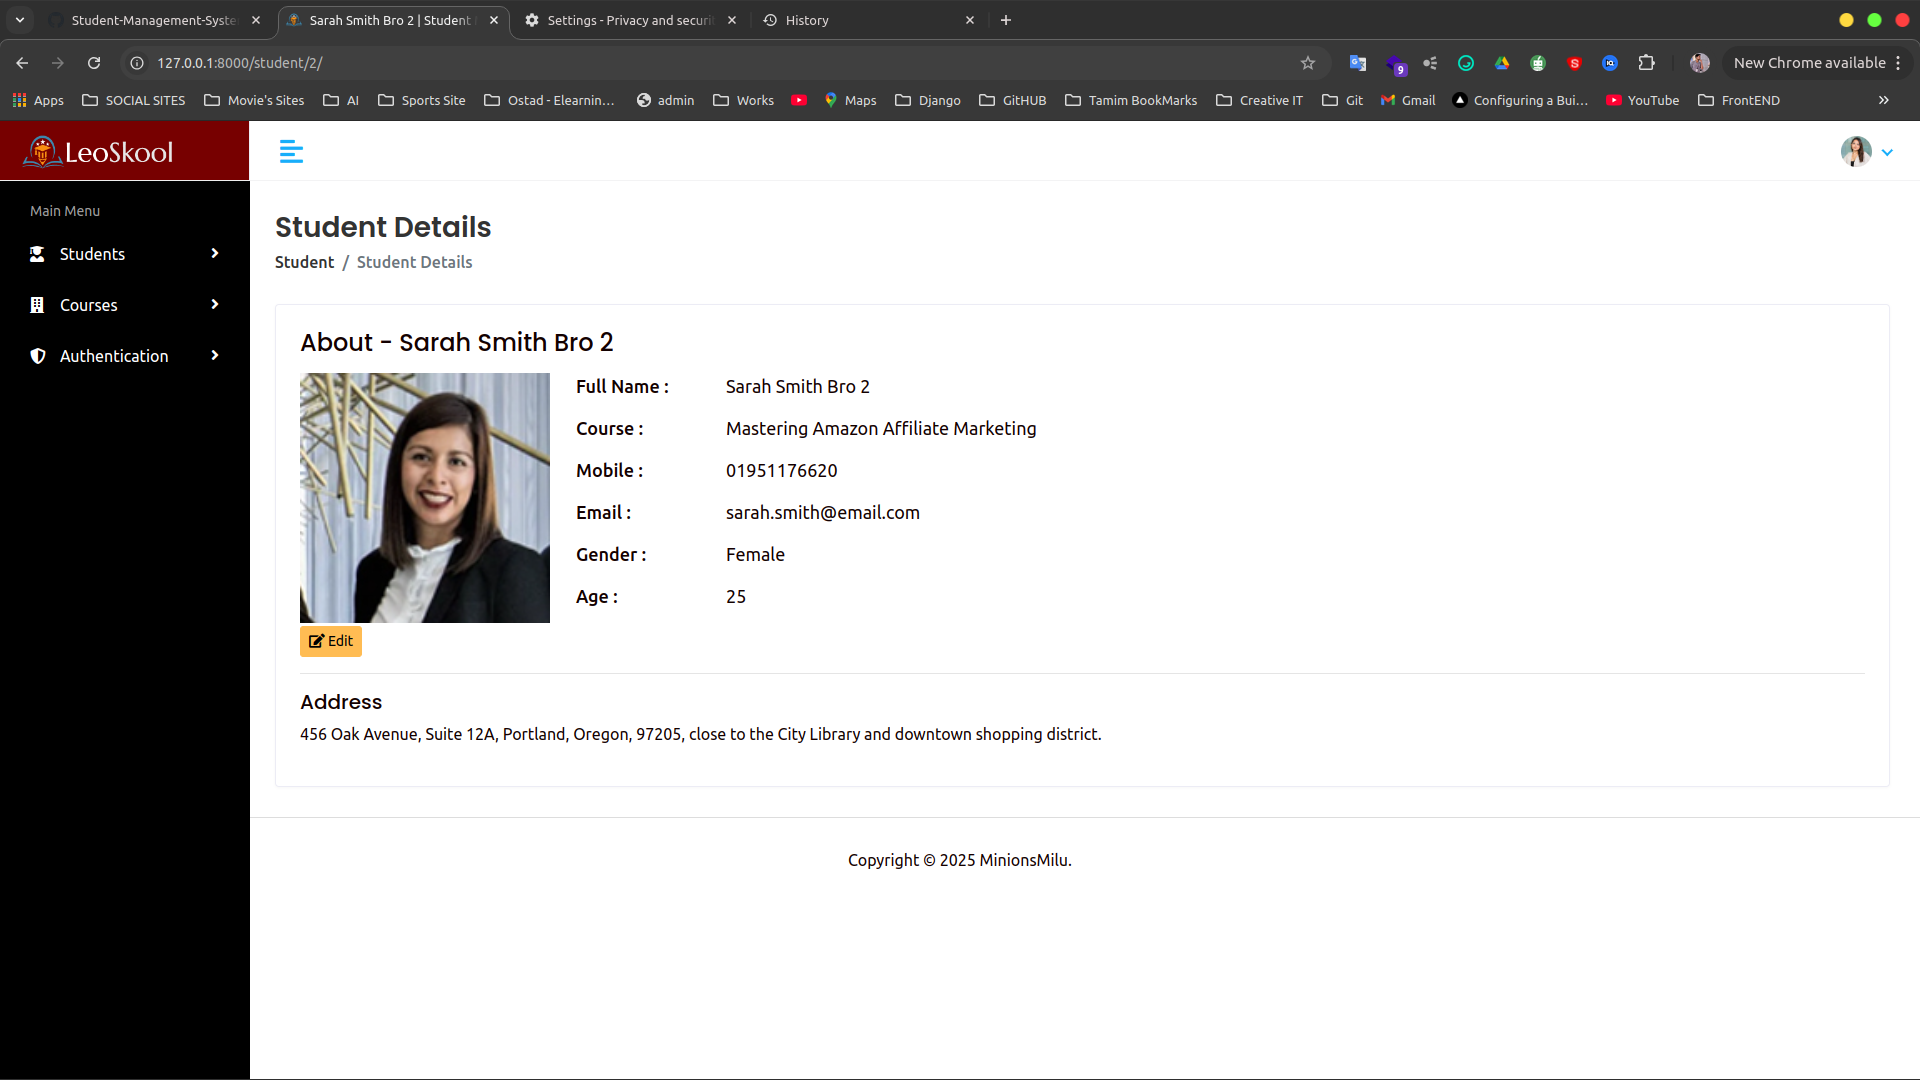 Student-Management-Syste
Sarah Smith Bro 2 | Student
Settings - Privacy and securi
History
127.0.0.1:8000/student/2/
9
New Chrome available
Apps
SOCIAL SITES
Movie's Sites
AI
Sports Site
Ostad - Elearnin...
admin
Works
Maps
Django
GitHUB
Tamim BookMarks
Creative IT
Git
Gmail
Configuring a Bui...
YouTube
FrontEND
LeoSkool
Main Menu
Students
Courses
Authentication
Student Details
Student / Student Details
About - Sarah Smith Bro 2
Full Name : Sarah Smith Bro 2
Course : Mastering Amazon Affiliate Marketing
Mobile : 01951176620
Email : sarah.smith@email.com
Gender : Female
Age : 25
Edit
Address
456 Oak Avenue, Suite 12A, Portland, Oregon, 97205, close to the City Library and downtown shopping district.
Copyright © 2025 MinionsMilu.